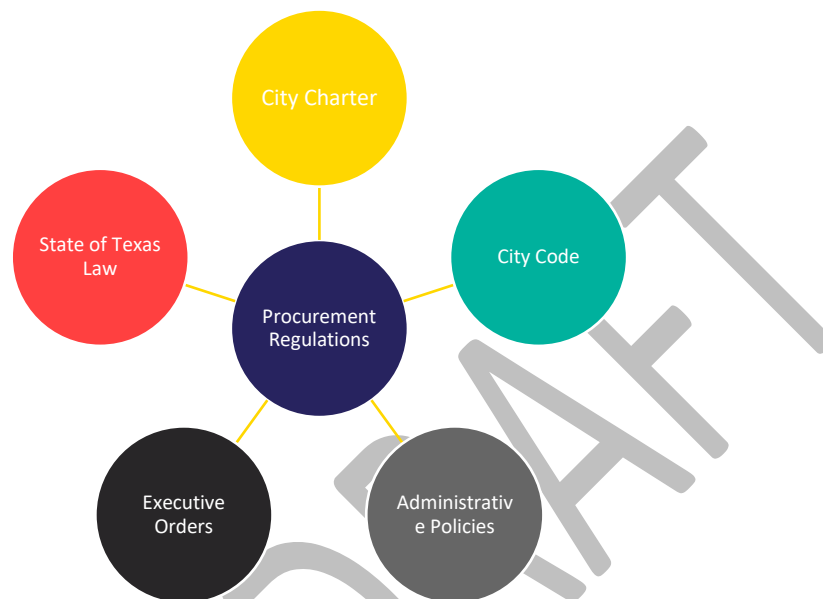 City Charter
State of Texas
Law
City Code
Procurement
Regulations
Executive
Orders
Administrativ
e Policies
DRAFT